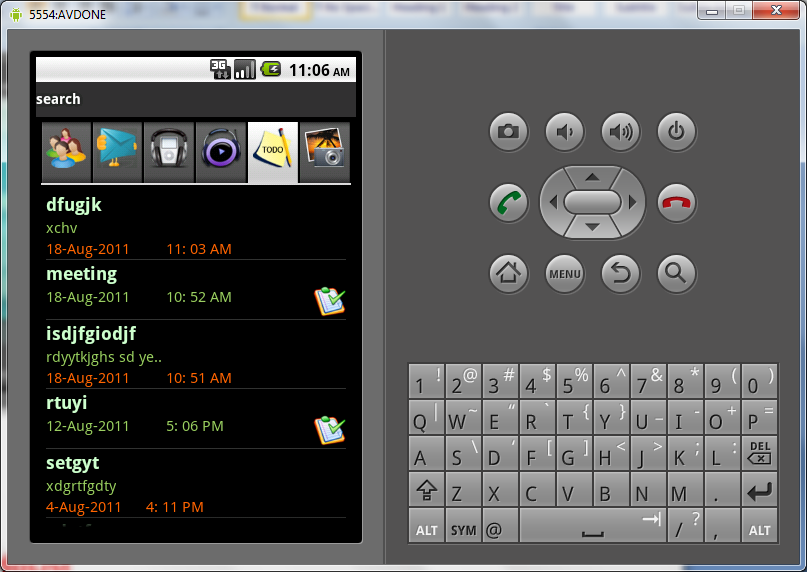 5554:AVDONE
3G 11:06 AM
search
TODO
dfugjk
xchv
18-Aug-2011 11: 03 AM
meeting
18-Aug-2011 10: 52 AM
isdjfgiodjf
rdyytkjghs sd ye..
18-Aug-2011 10: 51 AM
rtuyi
12-Aug-2011 5: 06 PM
setgyt
xdgrtfgdty
4-Aug-2011 4: 11 PM
MENU
1 ! 2 @ 3 # 4 $ 5 % 6 ^ 7 & 8 * 9 ( 0 )
Q | W ~ E “ R ` T { Y } U _ I - O + P =
A S \ D ‘ F [ G ] H < J > K ; L : DEL
Z X C V B N M .
ALT SYM @ / ? , ALT